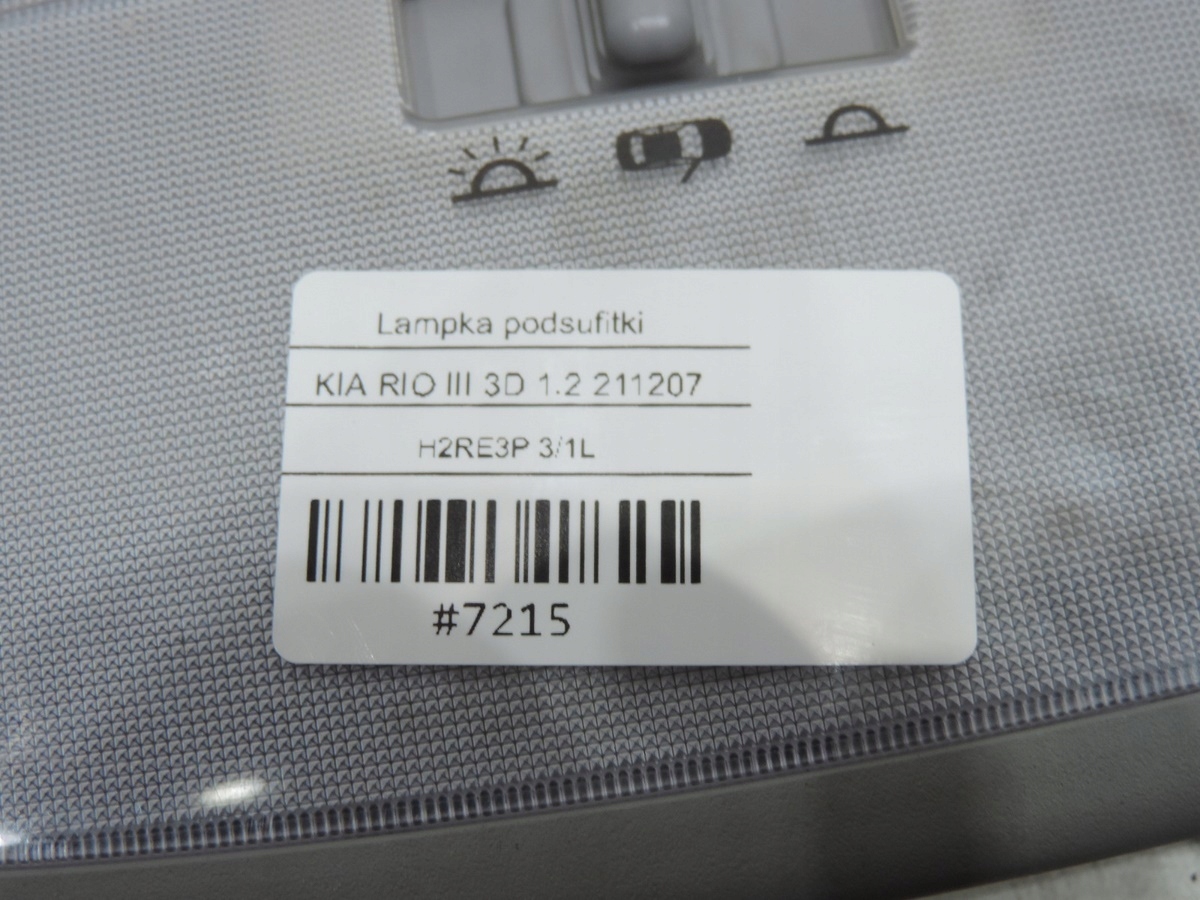 Lampka podsufitki
KIA RIO III 3D 1.2 211207
H2RE3P 3/1L
#7215